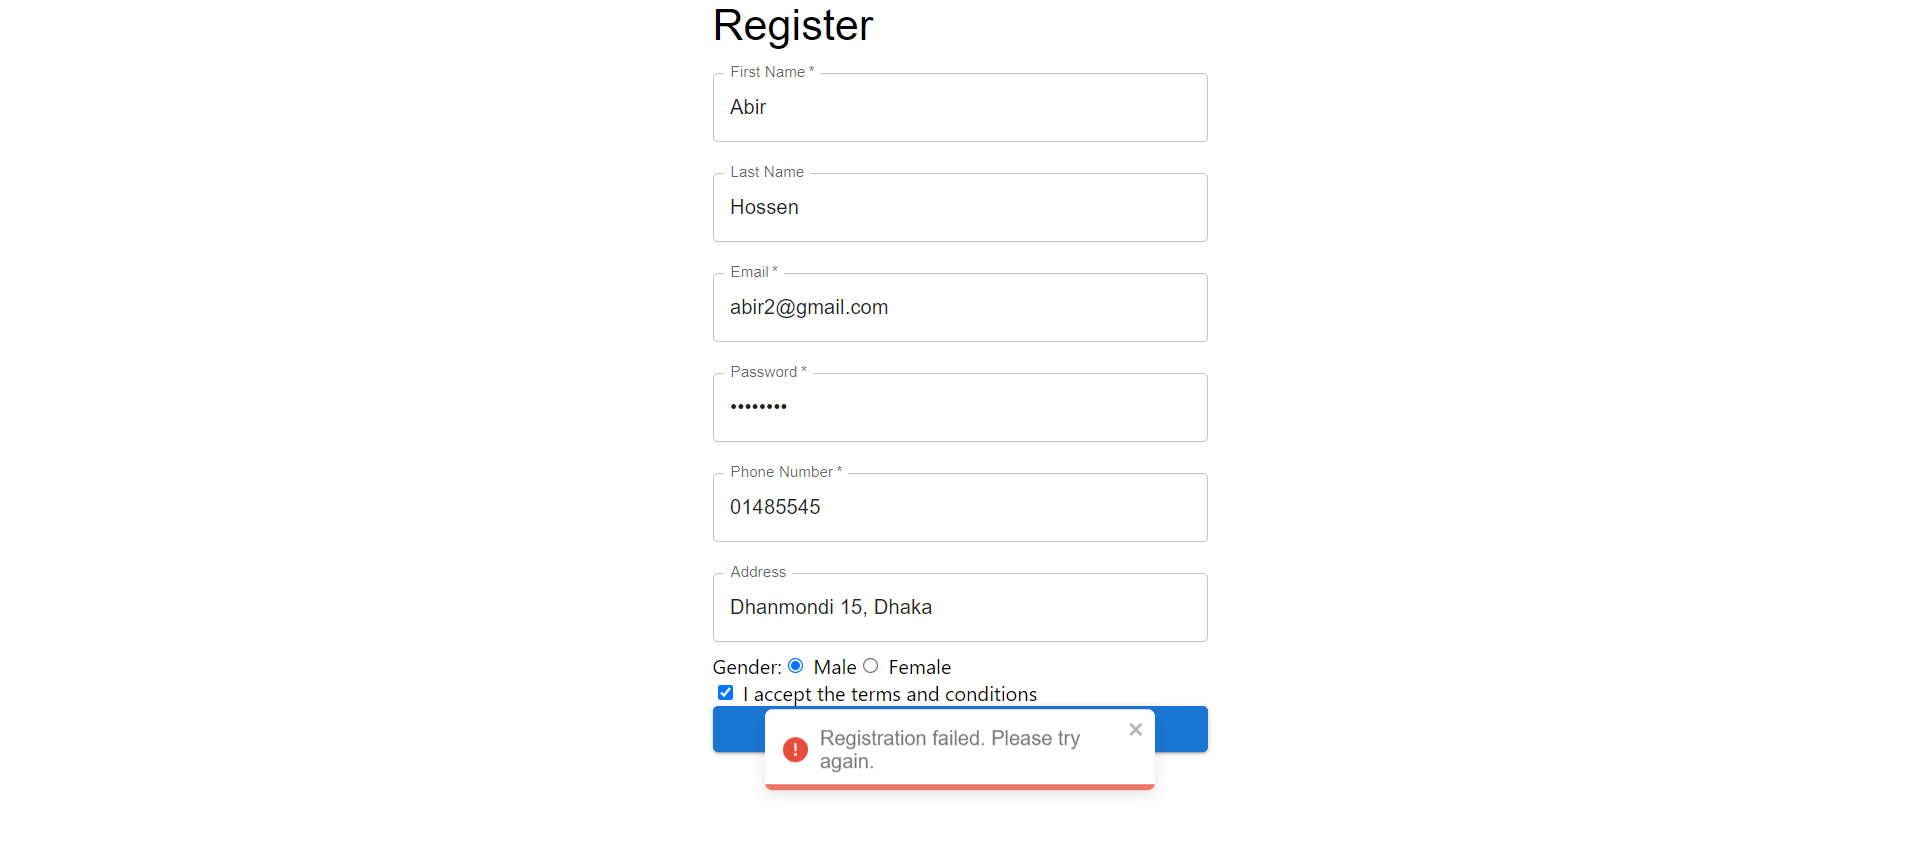 Register
First Name *
Abir
Last Name
Hossen
Email *
abir2@gmail.com
Password *
••••••••
Phone Number *
01485545
Address
Dhanmondi 15, Dhaka
Gender: Male Female
I accept the terms and conditions
Registration failed. Please try
again.